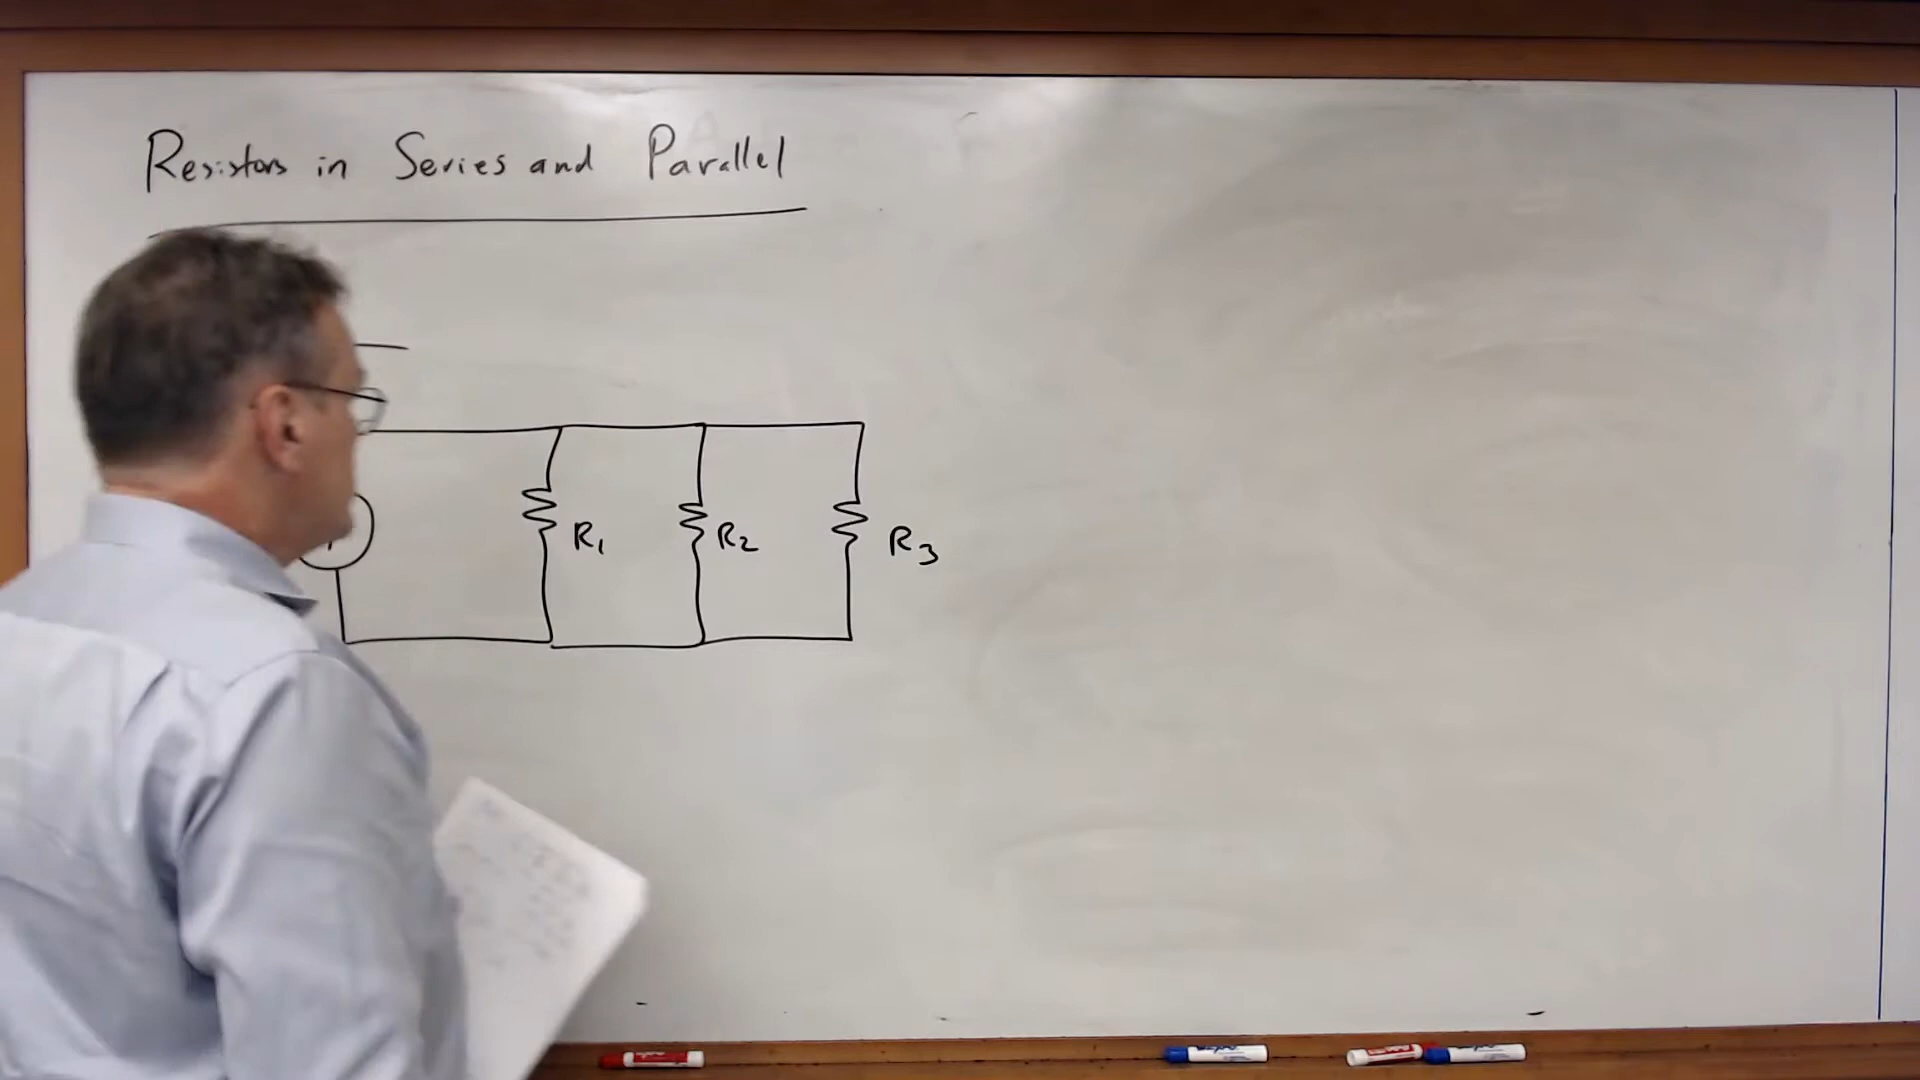 Resistors in Series and Parallel
R1 R2 R3